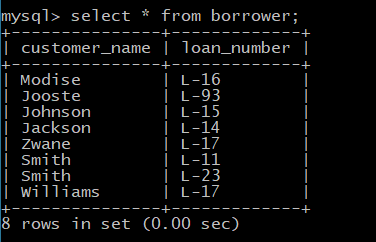 mysql> select * from borrower;
+---------------+-------------+
| customer_name | loan_number |
+---------------+-------------+
| Modise        | L-16        |
| Jooste        | L-93        |
| Johnson       | L-15        |
| Jackson       | L-14        |
| Zwane         | L-17        |
| Smith         | L-11        |
| Smith         | L-23        |
| Williams      | L-17        |
+---------------+-------------+
8 rows in set (0.00 sec)